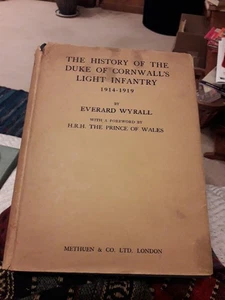 THE HISTORY OF THE
DUKE OF CORNWALL'S
LIGHT INFANTRY
1914-1919
BY
EVERARD WYRALL
WITH A FOREWORD BY
H.R.H. THE PRINCE OF WALES
METHUEN & CO. LTD. LONDON